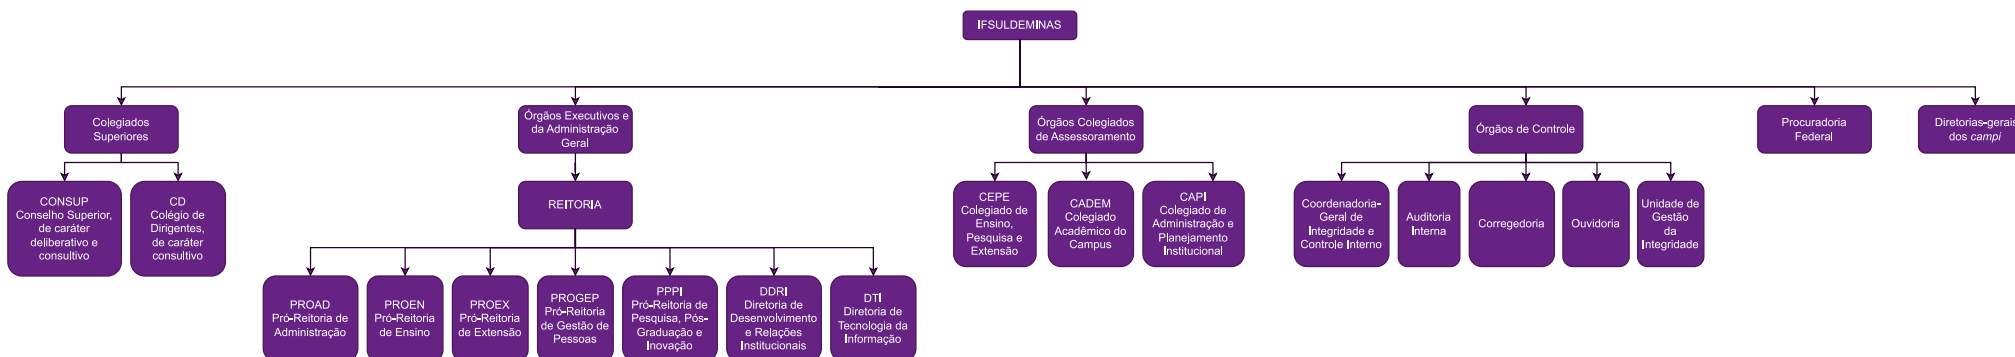 IFSULDEMINAS
Colegiados
Superiores
Órgãos Executivos e
da Administração
Geral
Órgãos Colegiados
de Assessoramento
Órgãos de Controle
Procuradoria
Federal
Diretorias-gerais
dos campi
CONSUP
Conselho Superior,
de caráter
deliberativo e
consultivo
CD
Colégio de
Dirigentes,
de caráter
consultivo
REITORIA
CEPE
Colegiado de
Ensino,
Pesquisa e
Extensão
CADEM
Colegiado
Acadêmico do
Campus
CAPI
Colegiado de
Administração e
Planejamento
Institucional
Coordenadoria-
Geral de
Integridade e
Controle Interno
Auditoria
Interna
Corregedoria
Ouvidoria
Unidade de
Gestão
da
Integridade
PROAD
Pró-Reitoria de
Administração
PROEN
Pró-Reitoria
de Ensino
PROEX
Pró-Reitoria
de Extensão
PROGEP
Pró-Reitoria
de Gestão de
Pessoas
PPPI
Pró-Reitoria de
Pesquisa, Pós-
Graduação e
Inovação
DDRI
Diretoria de
Desenvolvimento
e Relações
Institucionais
DTI
Diretoria de
Tecnologia da
Informação